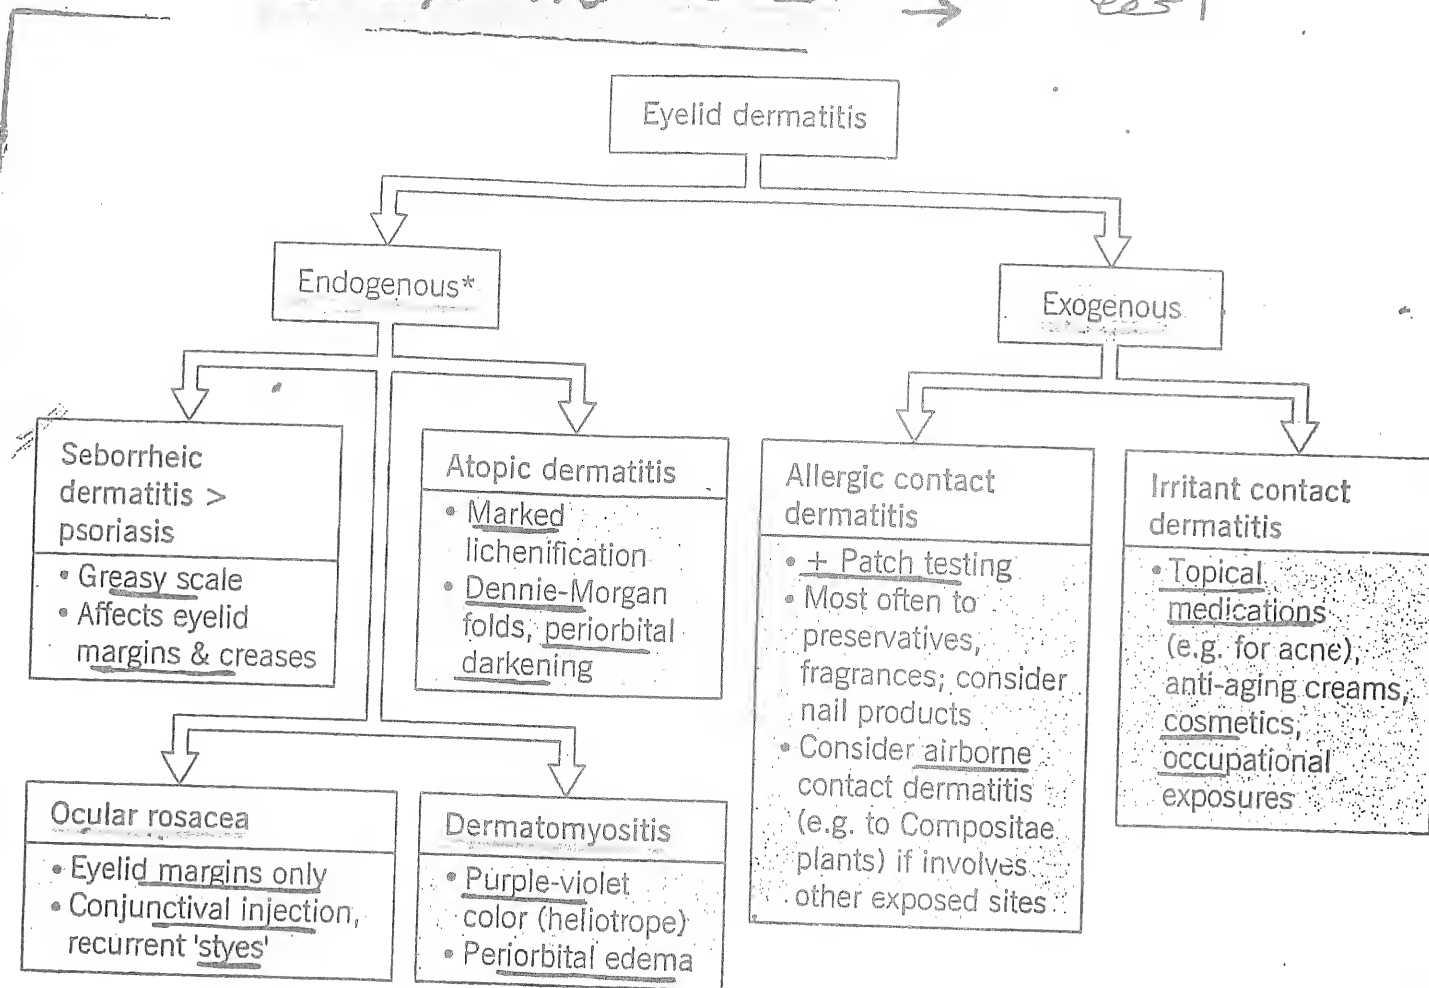 Eyelid dermatitis
Endogenous*
Exogenous
Seborrheic
dermatitis >
psoriasis
• Greasy scale
• Affects eyelid
margins & creases
Atopic dermatitis
• Marked
lichenification
• Dennie-Morgan
folds, periorbital
darkening
Allergic contact
dermatitis
• + Patch testing
• Most often to
preservatives,
fragrances; consider
nail products
• Consider airborne
contact dermatitis
(e.g. to Compositae
plants) if involves
other exposed sites
Irritant contact
dermatitis
• Topical
medications
(e.g. for acne),
anti-aging creams,
cosmetics,
occupational
exposures
Ocular rosacea
• Eyelid margins only
• Conjunctival injection,
recurrent 'styes'
Dermatomyositis
• Purple-violet
color (heliotrope)
• Periorbital edema